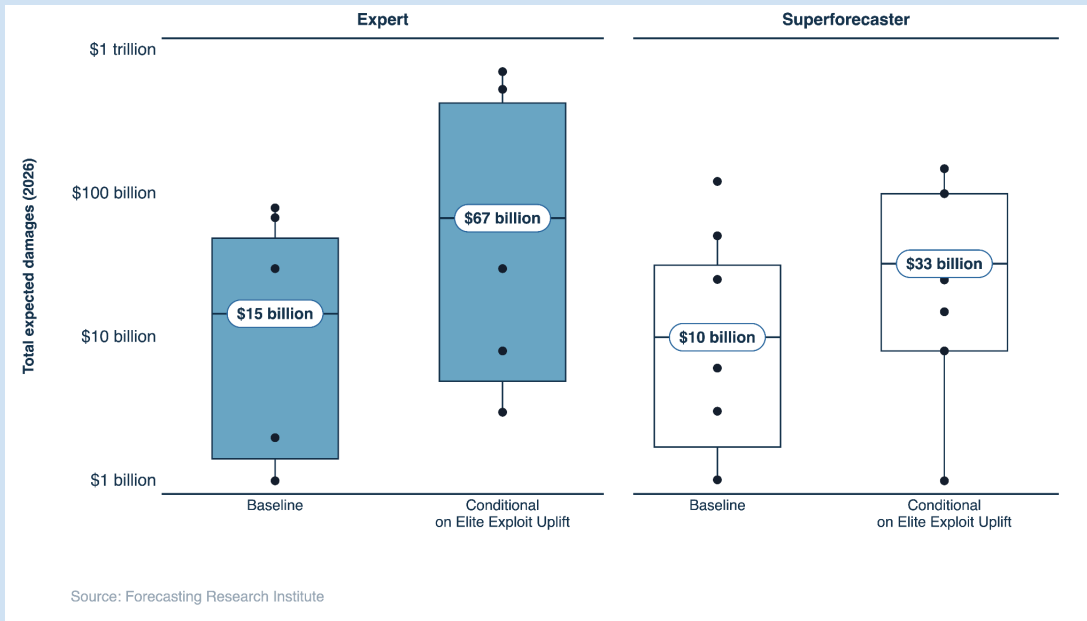 Expert
Superforecaster
Total expected damages (2026)
$1 trillion
$100 billion
$10 billion
$1 billion
$15 billion
$67 billion
$10 billion
$33 billion
Baseline
Conditional
on Elite Exploit Uplift
Baseline
Conditional
on Elite Exploit Uplift
Source: Forecasting Research Institute